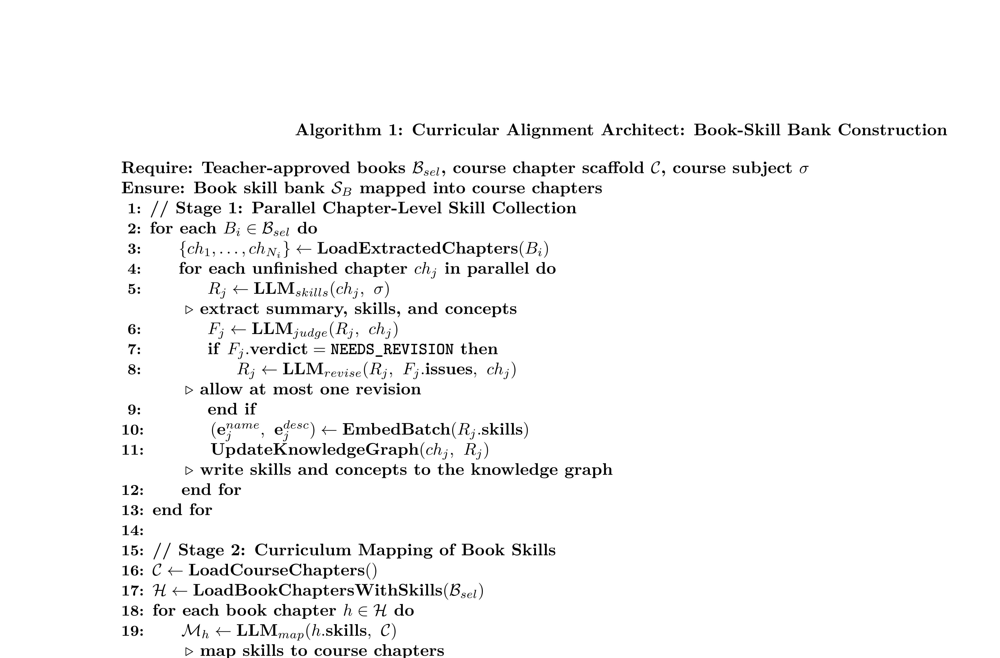 Algorithm 1: Curricular Alignment Architect: Book-Skill Bank Construction
Require: Teacher-approved books $\mathcal{B}_{sel}$, course chapter scaffold $\mathcal{C}$, course subject $\sigma$
Ensure: Book skill bank $\mathcal{S}_B$ mapped into course chapters
1: // Stage 1: Parallel Chapter-Level Skill Collection
2: for each $B_i \in \mathcal{B}_{sel}$ do
3: $\{ch_1, \ldots, ch_{N_i}\} \leftarrow$ LoadExtractedChapters$(B_i)$
4: for each unfinished chapter $ch_j$ in parallel do
5: $R_j \leftarrow$ LLM$_{skills}(ch_j, \sigma)$
▷ extract summary, skills, and concepts
6: $F_j \leftarrow$ LLM$_{judge}(R_j, ch_j)$
7: if $F_j$.verdict = NEEDS_REVISION then
8: $R_j \leftarrow$ LLM$_{revise}(R_j, F_j$.issues$, ch_j)$
▷ allow at most one revision
9: end if
10: $(\mathbf{e}_j^{name}, \mathbf{e}_j^{desc}) \leftarrow$ EmbedBatch$(R_j$.skills$)$
11: UpdateKnowledgeGraph$(ch_j, R_j)$
▷ write skills and concepts to the knowledge graph
12: end for
13: end for
14:
15: // Stage 2: Curriculum Mapping of Book Skills
16: $\mathcal{C} \leftarrow$ LoadCourseChapters$()$
17: $\mathcal{H} \leftarrow$ LoadBookChaptersWithSkills$(\mathcal{B}_{sel})$
18: for each book chapter $h \in \mathcal{H}$ do
19: $\mathcal{M}_h \leftarrow$ LLM$_{map}(h$.skills$, \mathcal{C})$
▷ map skills to course chapters